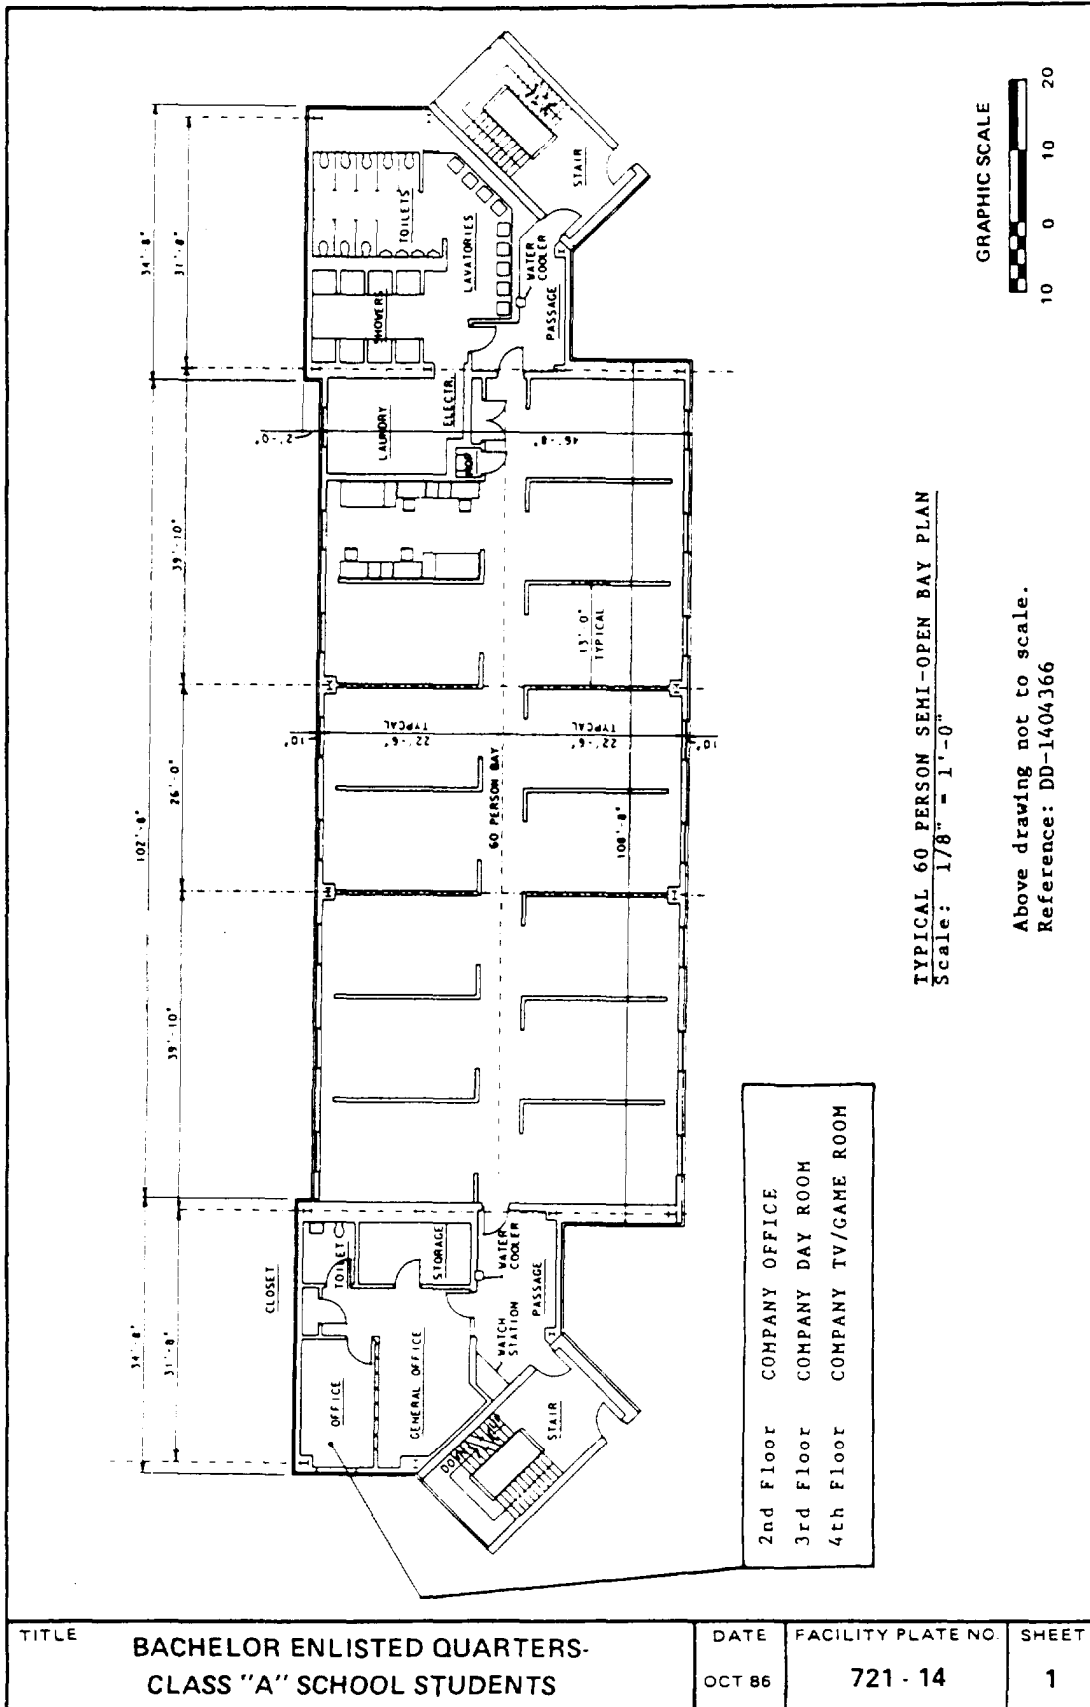 34'-8"
31'-8"
102'-8"
39'-10"
26'-0"
39'-10"
34'-8"
31'-8"
TOILETS
LAVATORIES
SHOWERS
STAIR
WATER
COOLER
PASSAGE
LAUNDRY
ELECTR.
MOP
2'-0"
46'-8"
13'-0"
TYPICAL
10"
22'-6"
TYPCAL
22'-6"
TYPCAL
10"
60 PERSON BAY
108'-8"
CLOSET
TOILET
STORAGE
WATER
COOLER
PASSAGE
WATCH
STATION
OFFICE
GENERAL OFFICE
STAIR
GRAPHIC SCALE
10 0 10 20
TYPICAL 60 PERSON SEMI-OPEN BAY PLAN
Scale: 1/8" = 1'-0"
Above drawing not to scale.
Reference: DD-1404366
2nd Floor COMPANY OFFICE
3rd Floor COMPANY DAY ROOM
4th Floor COMPANY TV/GAME ROOM
TITLE
BACHELOR ENLISTED QUARTERS-
CLASS "A" SCHOOL STUDENTS
DATE
OCT 86
FACILITY PLATE NO.
721 - 14
SHEET
1